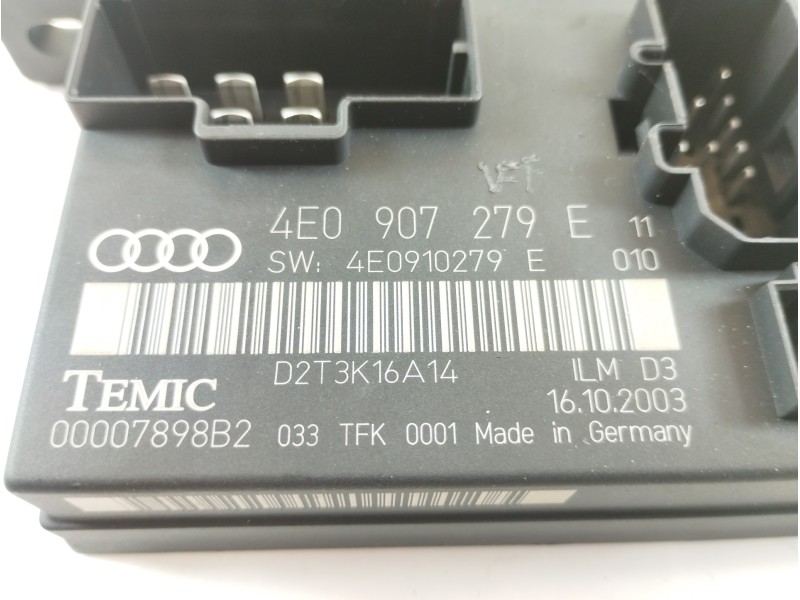 VFT
4E0 907 279 E 11
SW: 4E0910279 E 010
D2T3K16A14 ILM D3
TEMIC 16.10.2003
00007898B2 033 TFK 0001 Made in Germany